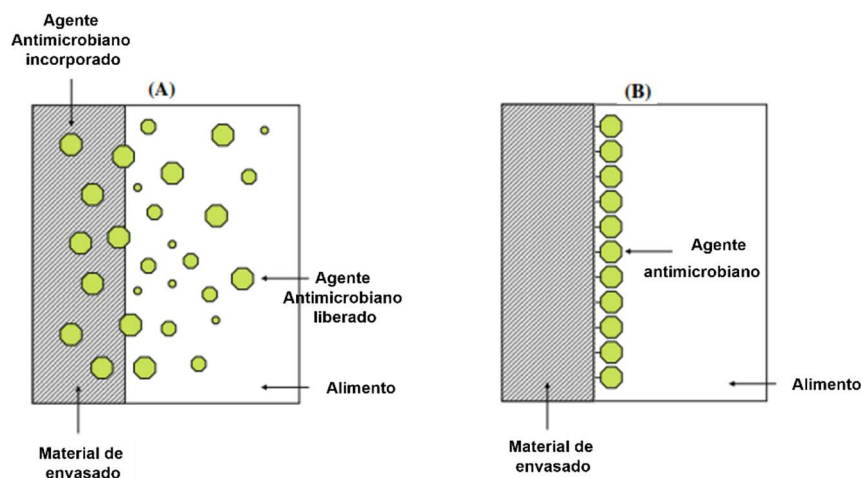 Agente
Antimicrobiano
incorporado
(A)
Agente
Antimicrobiano
liberado
Alimento
Material de
envasado
(B)
Agente
antimicrobiano
Alimento
Material de
envasado